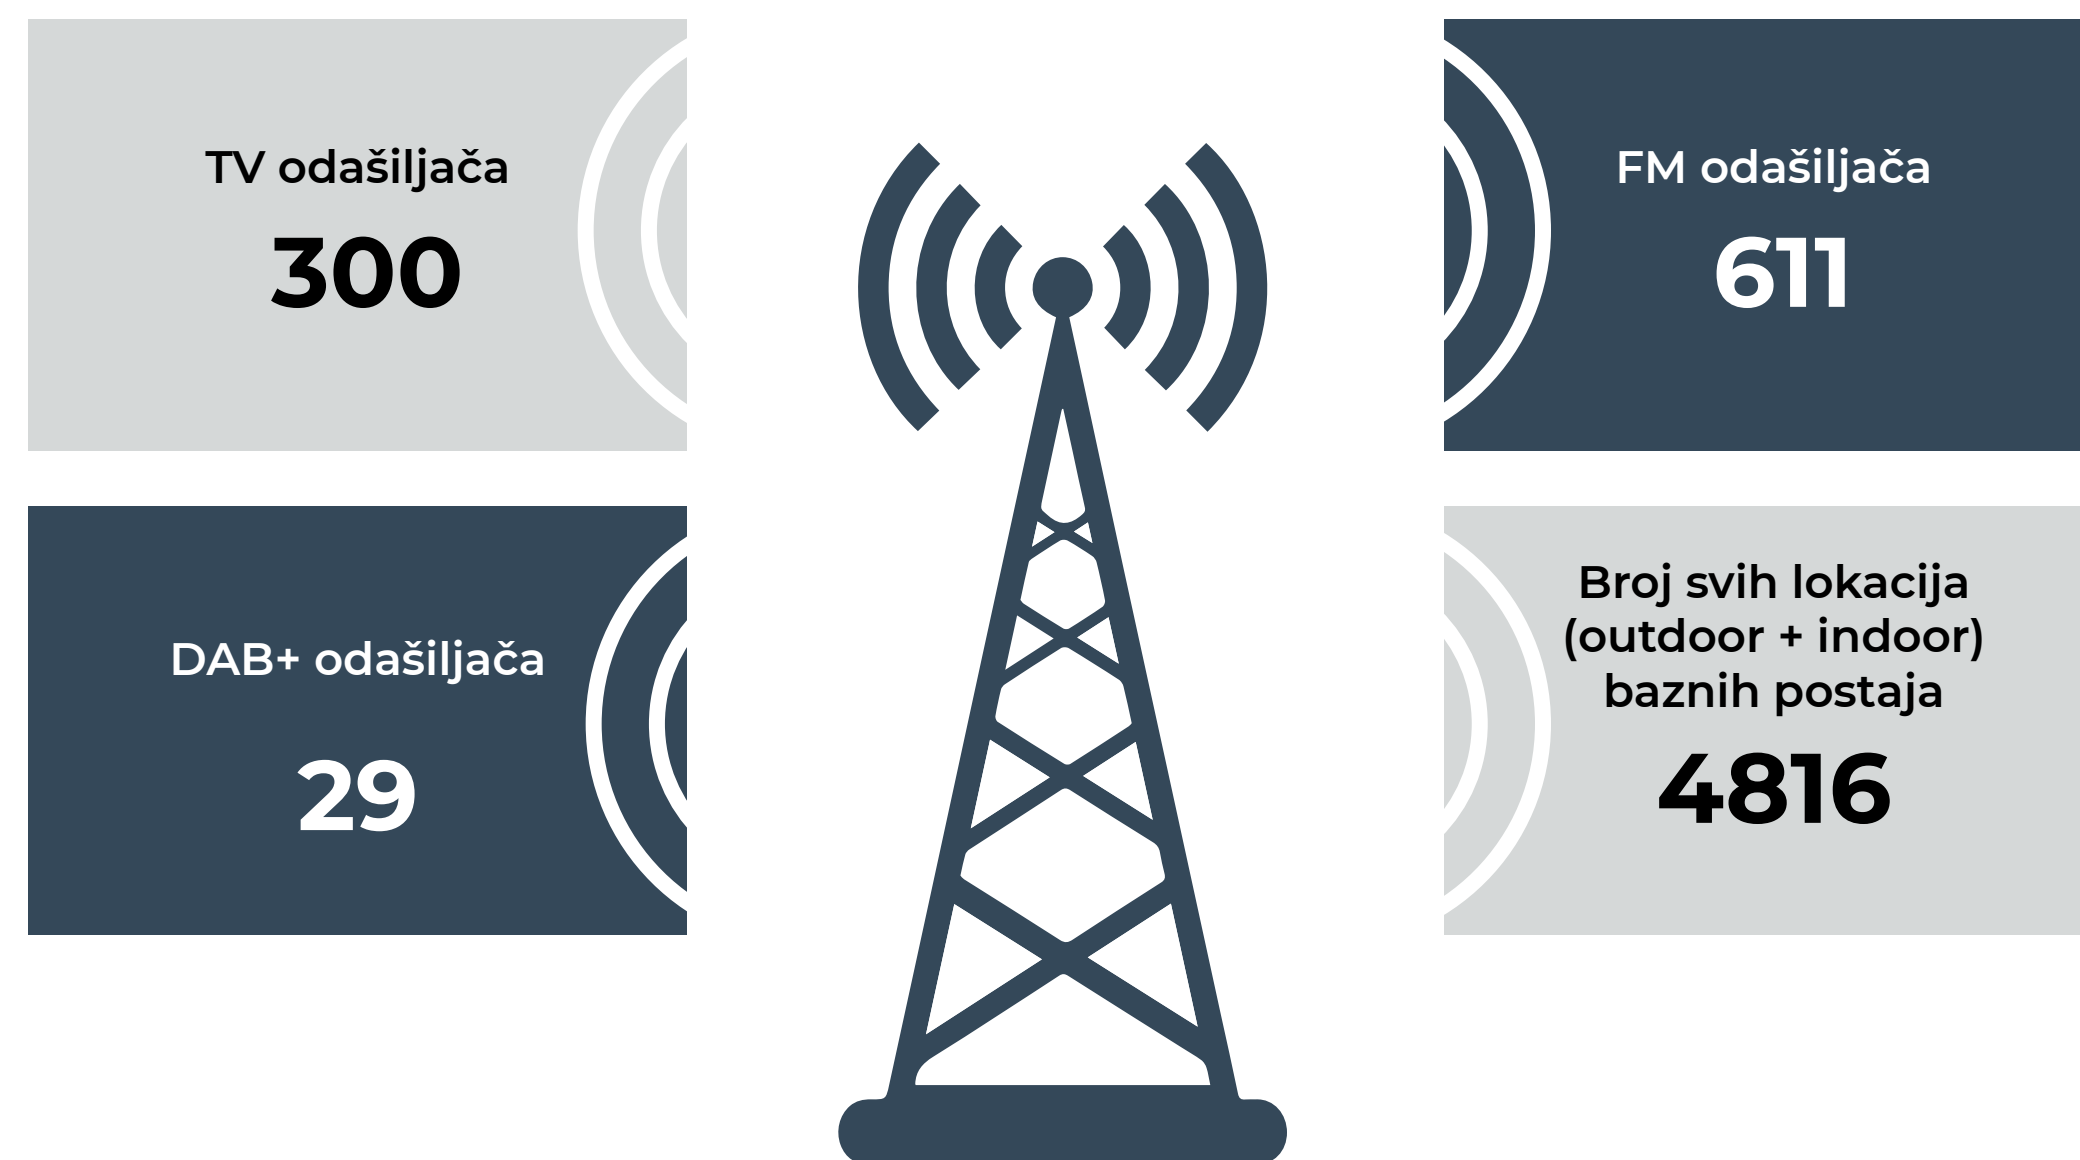 TV odašiljača
300
FM odašiljača
611
DAB+ odašiljača
29
Broj svih lokacija
(outdoor + indoor)
baznih postaja
4816